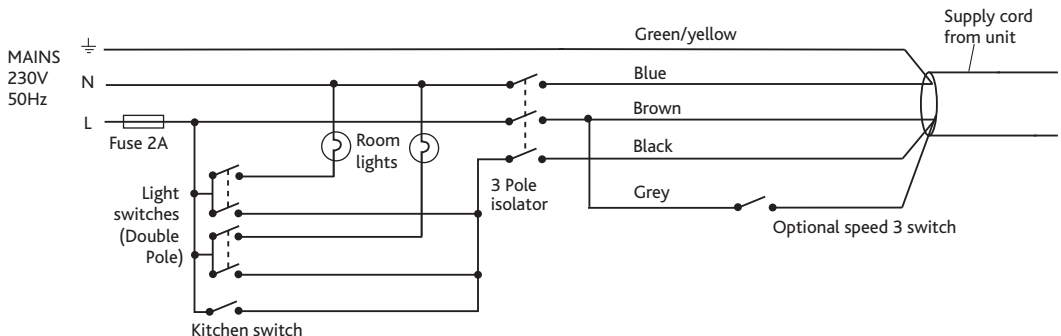 Supply cord
from unit
Green/yellow
MAINS
230V
50Hz
N
Blue
L
Brown
Fuse 2A
Room
lights
Black
Light
switches
(Double
Pole)
3 Pole
isolator
Grey
Optional speed 3 switch
Kitchen switch